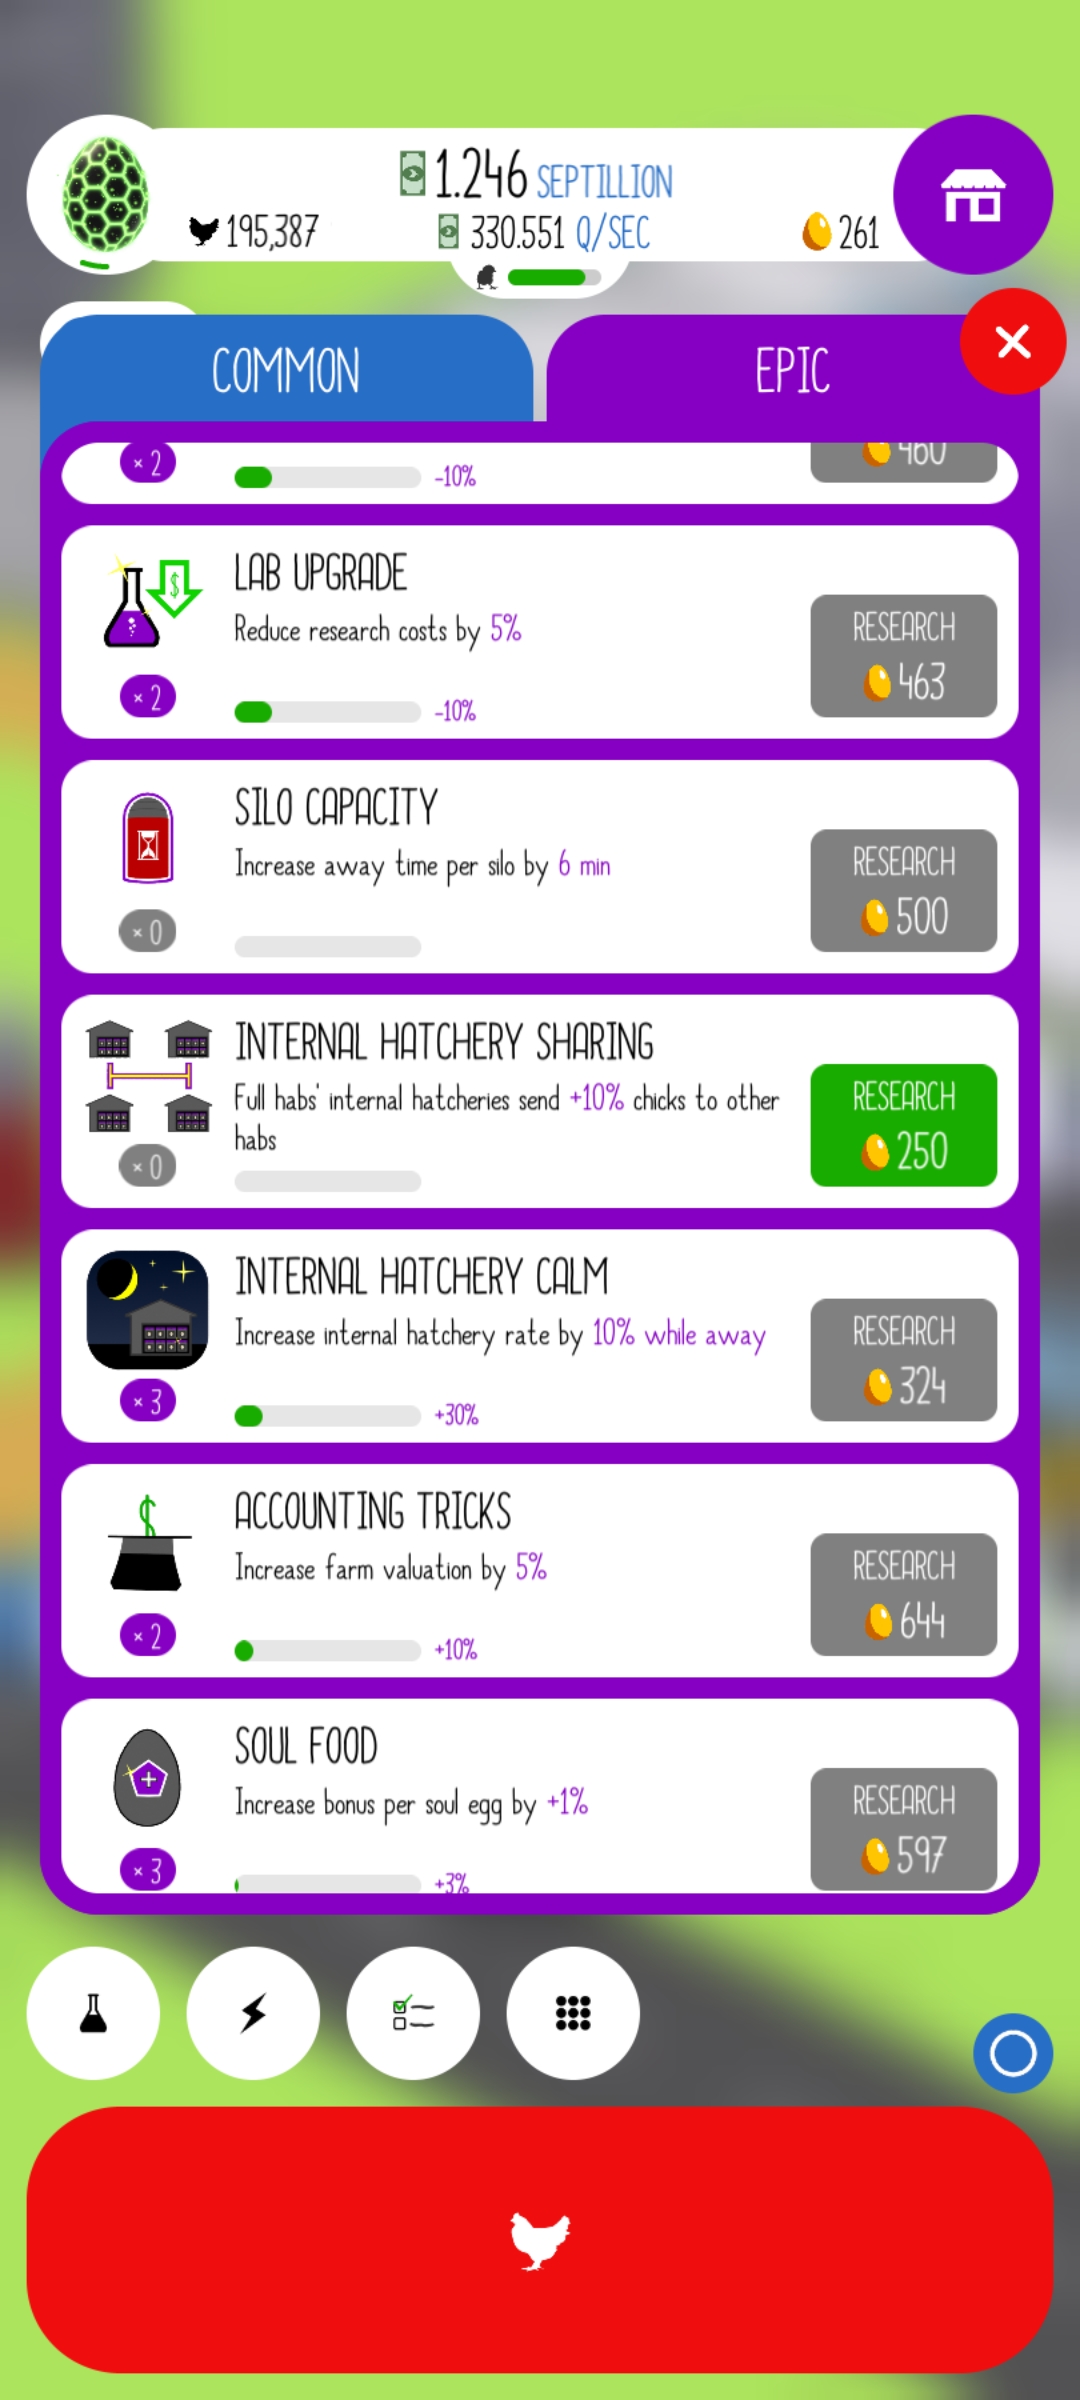 1.246 SEPTILLION
195,387
330.551 Q/SEC
261
COMMON
EPIC
×2
-10%
460
LAB UPGRADE
Reduce research costs by 5%
×2
-10%
RESEARCH
463
SILO CAPACITY
Increase away time per silo by 6 min
×0
RESEARCH
500
INTERNAL HATCHERY SHARING
Full habs' internal hatcheries send +10% chicks to other
habs
×0
RESEARCH
250
INTERNAL HATCHERY CALM
Increase internal hatchery rate by 10% while away
×3
+30%
RESEARCH
324
ACCOUNTING TRICKS
Increase farm valuation by 5%
×2
+10%
RESEARCH
644
SOUL FOOD
Increase bonus per soul egg by +1%
×3
+3%
RESEARCH
597